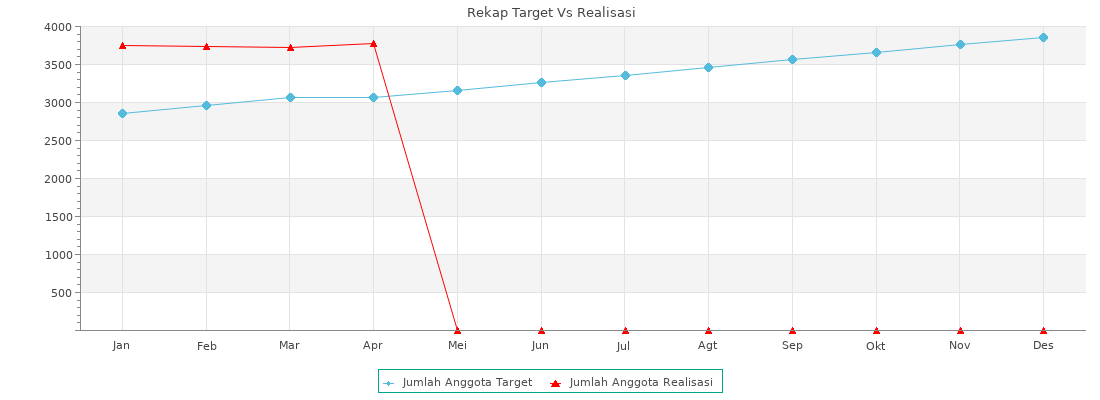 Rekap Target Vs Realisasi
4000
3500
3000
2500
2000
1500
1000
500
Jan Feb Mar Apr Mei Jun Jul Agt Sep Okt Nov Des
Jumlah Anggota Target Jumlah Anggota Realisasi